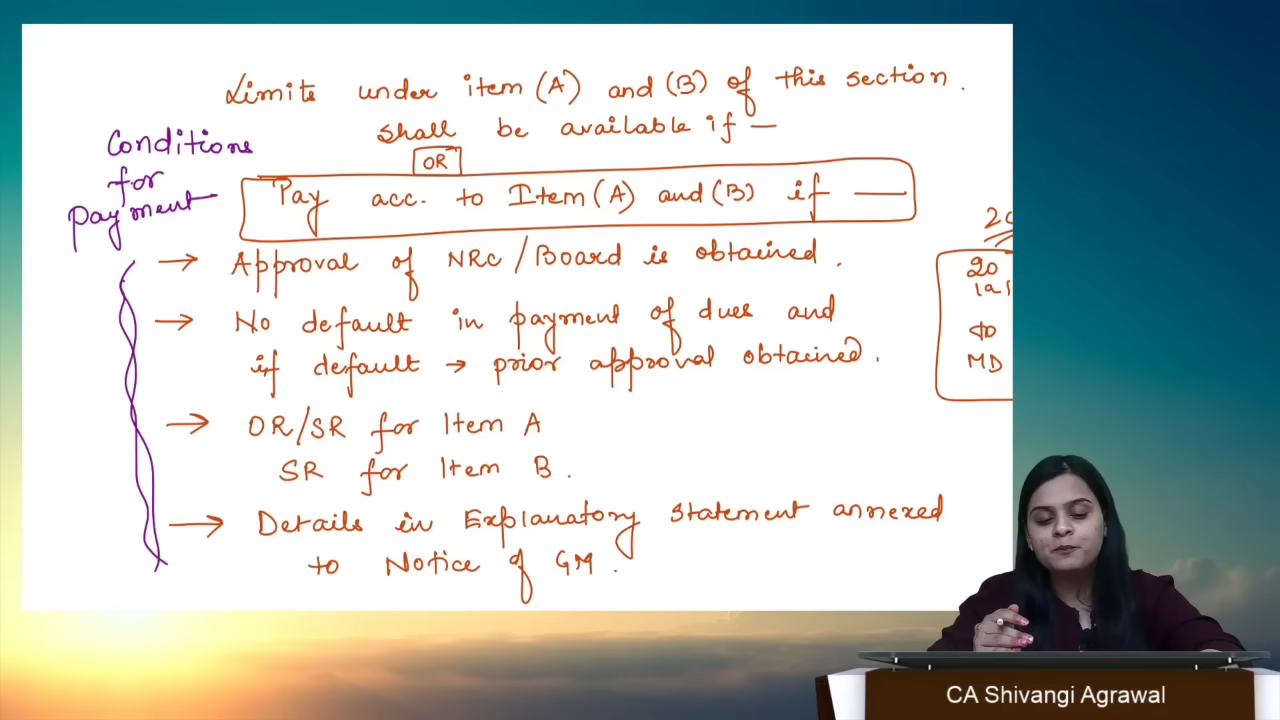 Limits under item (A) and (B) of this section.
shall be available if —
OR
Conditions
for
Payment
Pay acc. to Item (A) and (B) if —
→ Approval of NRC/Board is obtained.
→ No default in payment of dues and
if default → prior approval obtained.
→ OR/SR for Item A
SR for Item B.
→ Details in Explanatory statement annexed
to Notice of GM.
20
MD
CA Shivangi Agrawal